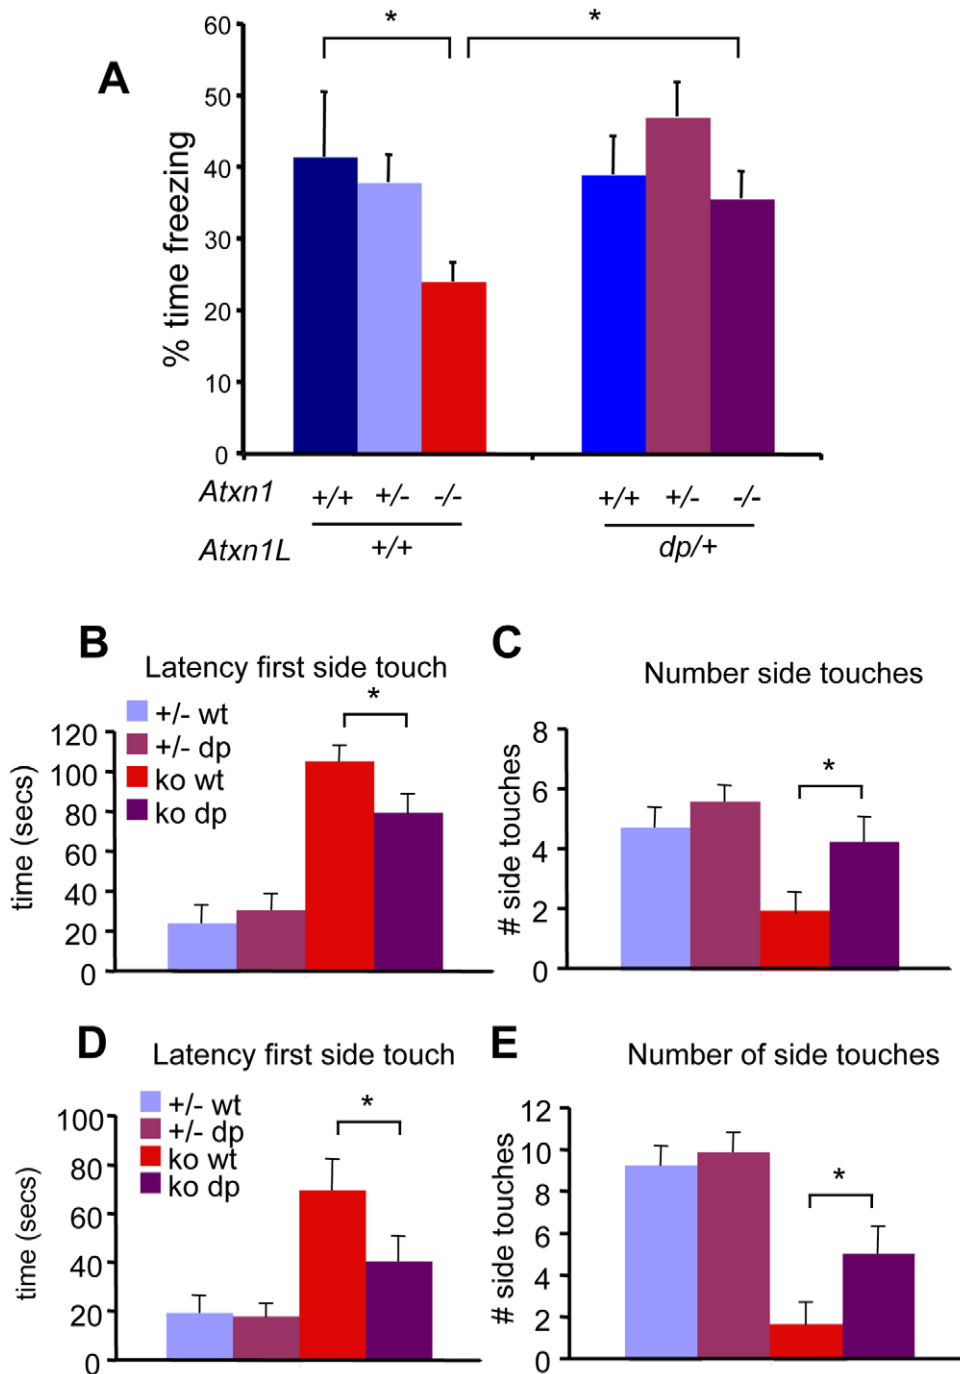 A
% time freezing
60
50
40
30
20
10
0
* *
Atxn1 +/+ +/- -/- +/+ +/- -/-
Atxn1L +/+ dp/+
B
Latency first side touch
+/- wt
+/- dp
ko wt
ko dp
*
time (secs)
120
100
80
60
40
20
0
C
Number side touches
*
# side touches
8
6
4
2
0
D
Latency first side touch
+/- wt
+/- dp
ko wt
ko dp
*
time (secs)
100
80
60
40
20
0
E
Number of side touches
*
# side touches
12
10
8
6
4
2
0